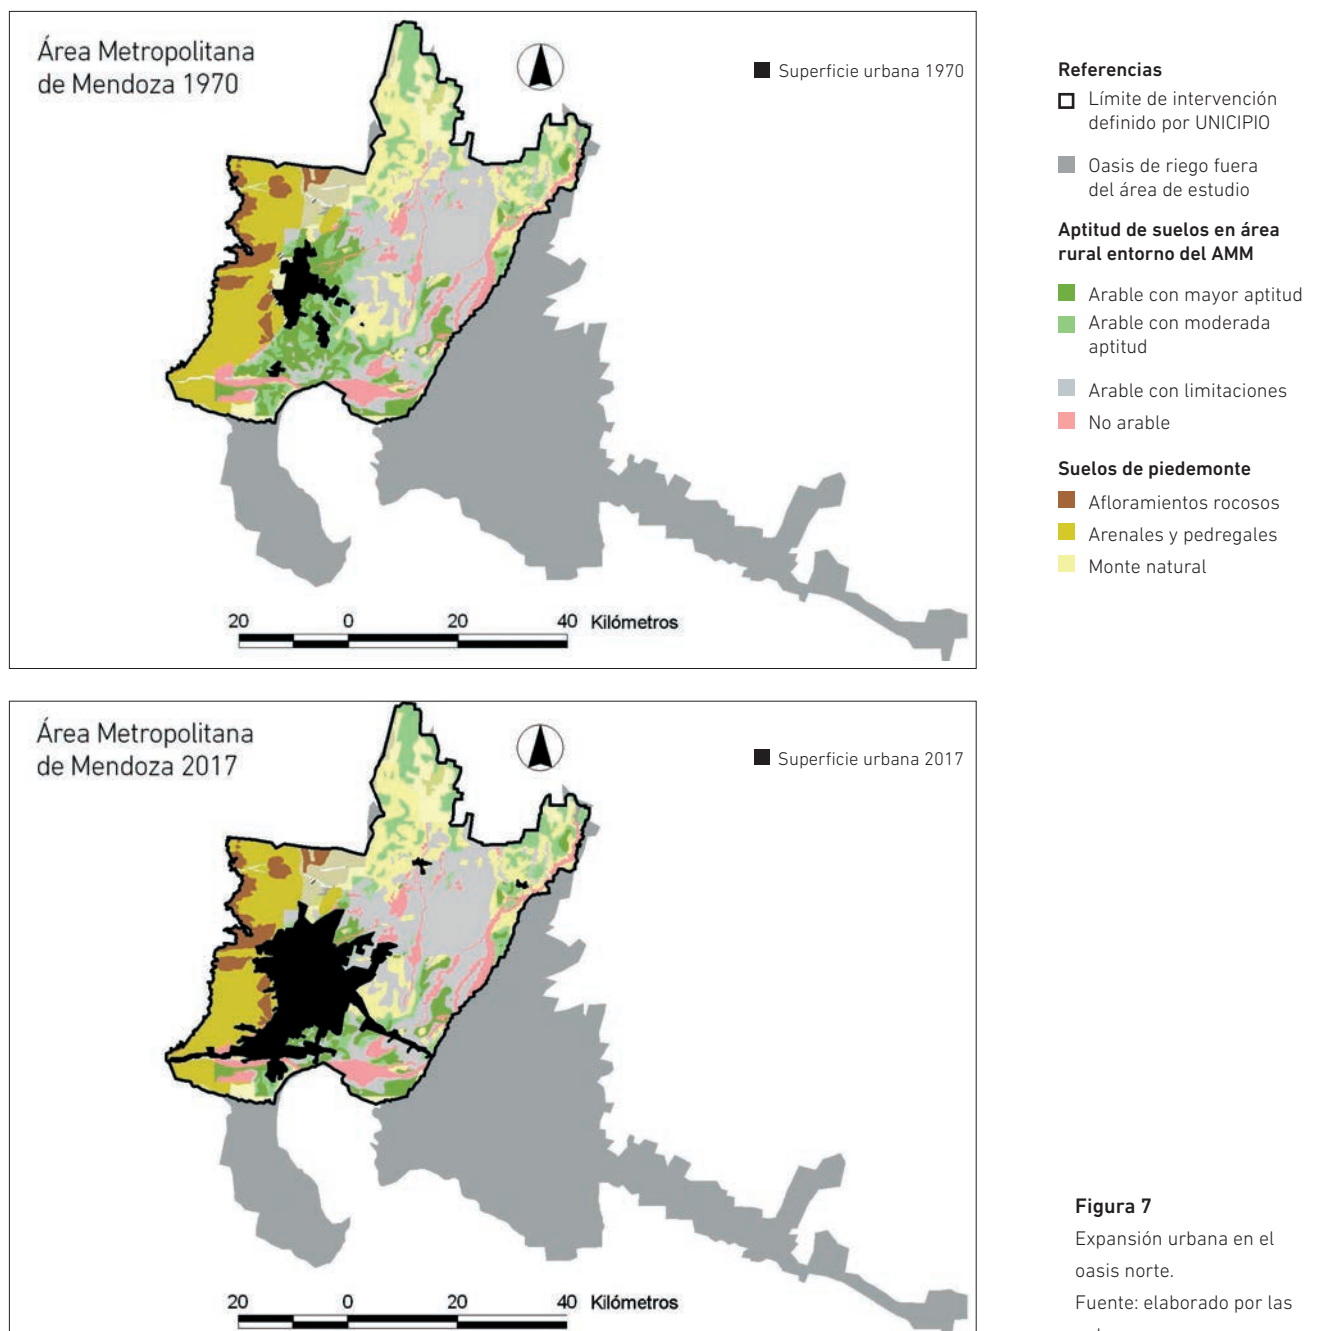 Área Metropolitana
de Mendoza 1970
Superficie urbana 1970
20 0 20 40 Kilómetros
Referencias
Límite de intervención
definido por UNICIPIO
Oasis de riego fuera
del área de estudio
Aptitud de suelos en área
rural entorno del AMM
Arable con mayor aptitud
Arable con moderada
aptitud
Arable con limitaciones
No arable
Suelos de piedemonte
Afloramientos rocosos
Arenales y pedregales
Monte natural
Área Metropolitana
de Mendoza 2017
Superficie urbana 2017
20 0 20 40 Kilómetros
Figura 7
Expansión urbana en el
oasis norte.
Fuente: elaborado por las